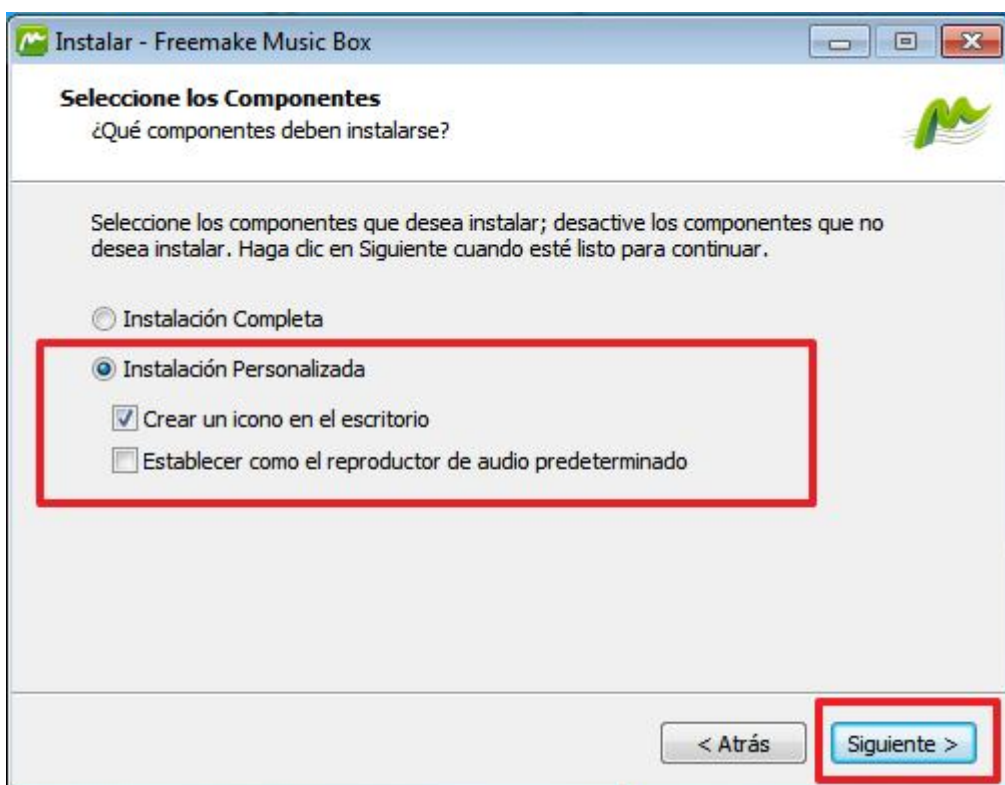 Instalar - Freemake Music Box
Seleccione los Componentes
¿Qué componentes deben instalarse?
Seleccione los componentes que desea instalar; desactive los componentes que no
desea instalar. Haga clic en Siguiente cuando esté listo para continuar.
Instalación Completa
Instalación Personalizada
Crear un icono en el escritorio
Establecer como el reproductor de audio predeterminado
< Atrás
Siguiente >